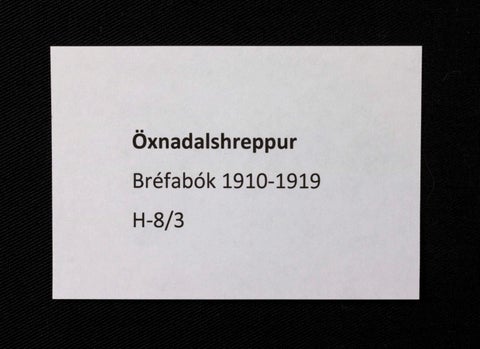 Öxnadalshreppur
Bréfabók 1910-1919
H-8/3